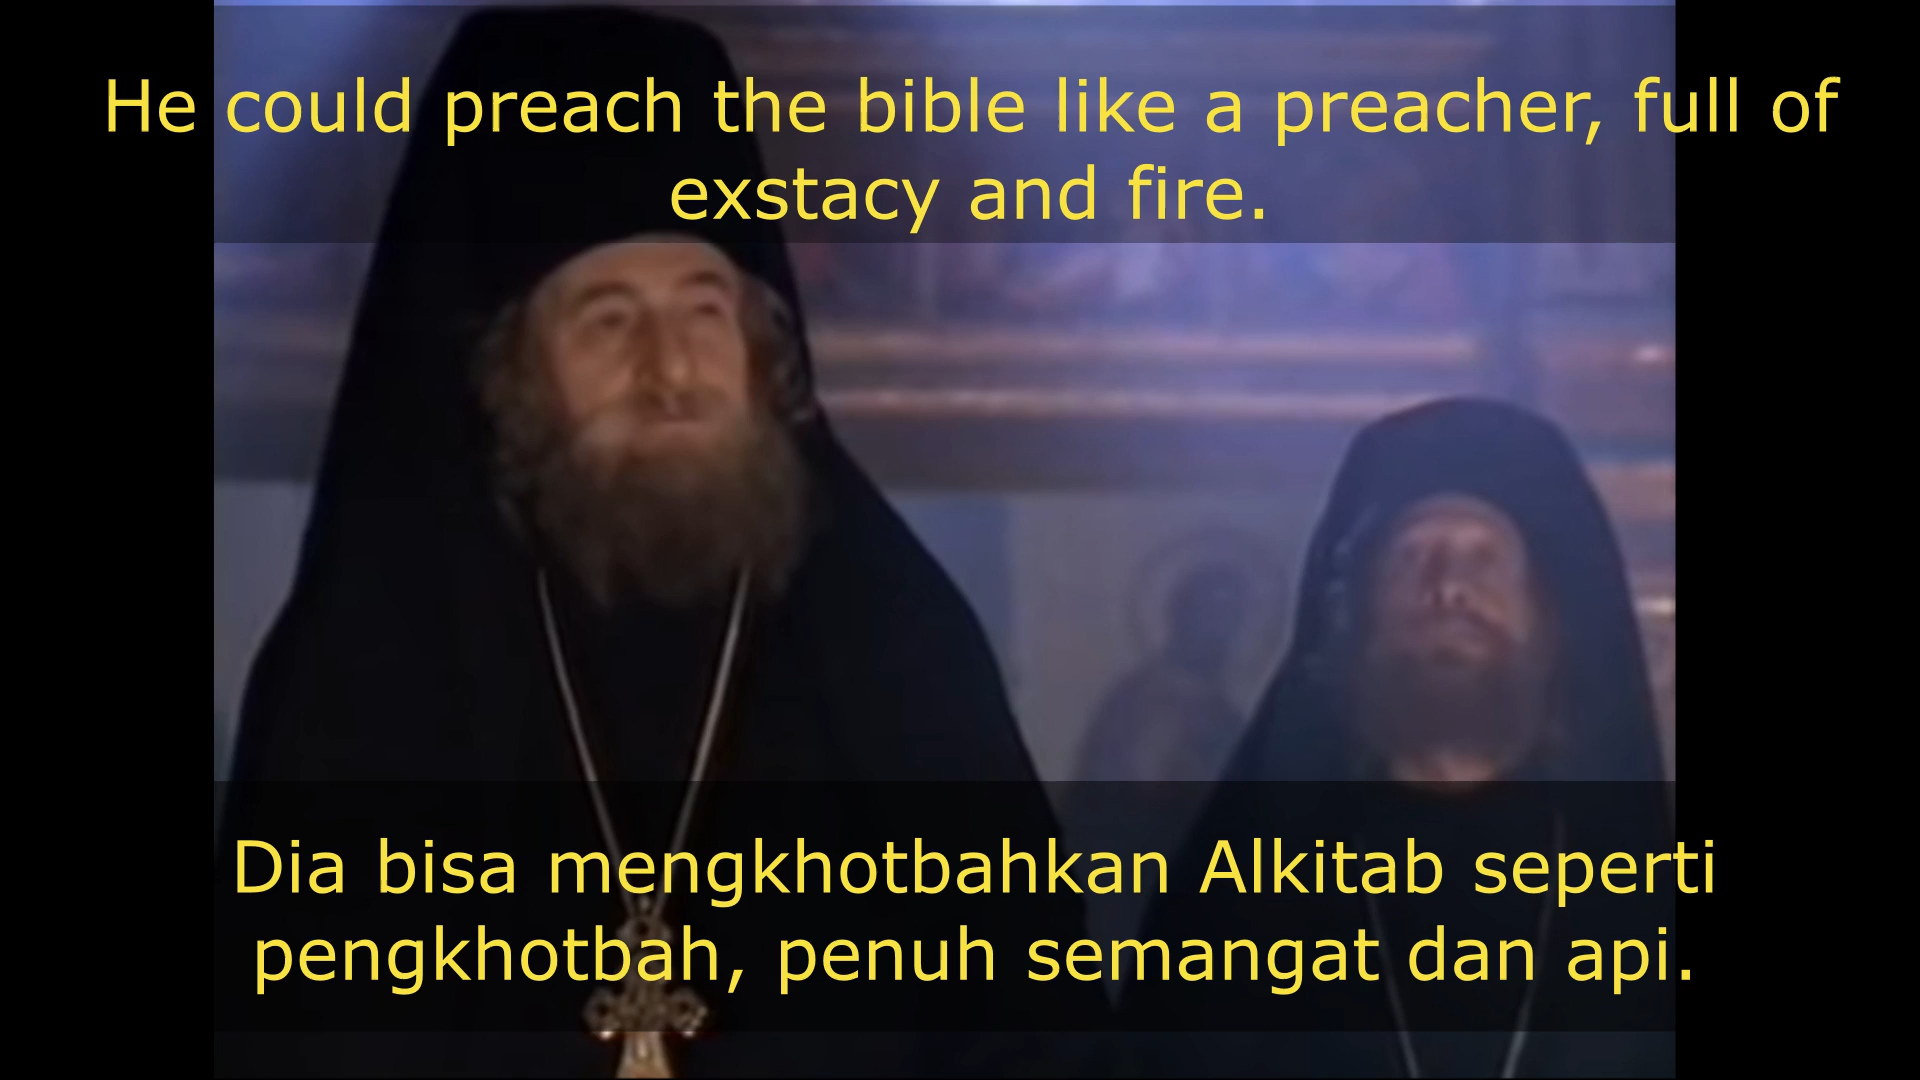 He could preach the bible like a preacher, full of
exstacy and fire.
Dia bisa mengkhotbahkan Alkitab seperti
pengkhotbah, penuh semangat dan api.